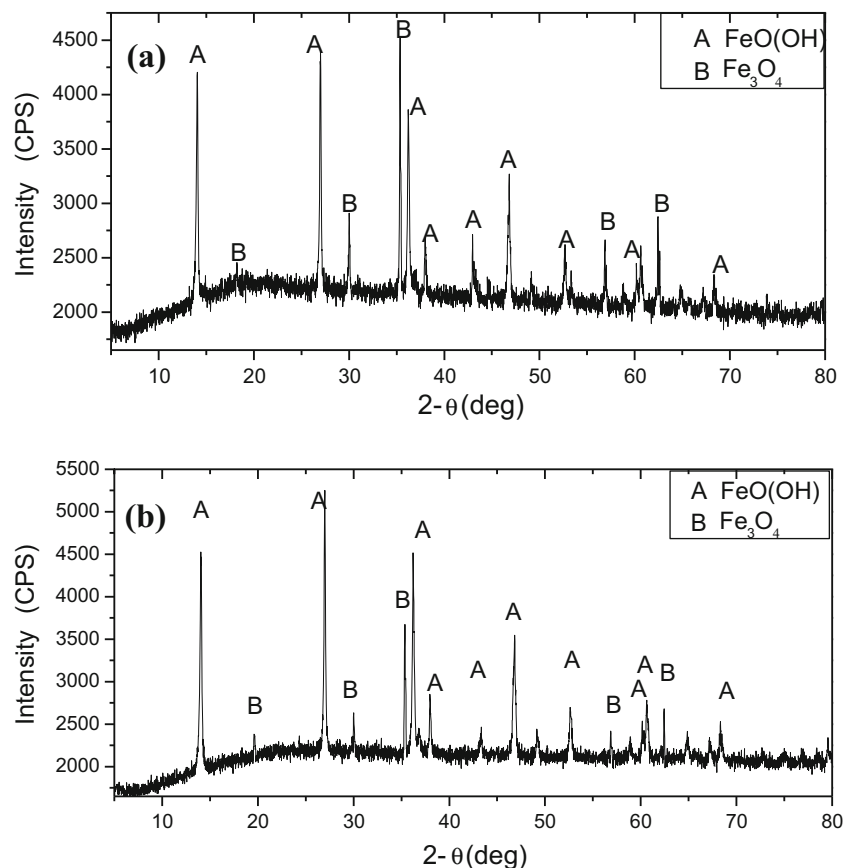 (a)
A FeO(OH)
B Fe₃O₄
A
B
A
B
B
A
A
A
A
A
B
A
B
A
4500
4000
3500
3000
2500
2000
Intensity (CPS)
10 20 30 40 50 60 70 80
2-θ(deg)
(b)
A FeO(OH)
B Fe₃O₄
A
B
A
B
B
A
A
A
A
A
B
A
A
B
A
5500
5000
4500
4000
3500
3000
2500
2000
Intensity (CPS)
10 20 30 40 50 60 70 80
2-θ(deg)